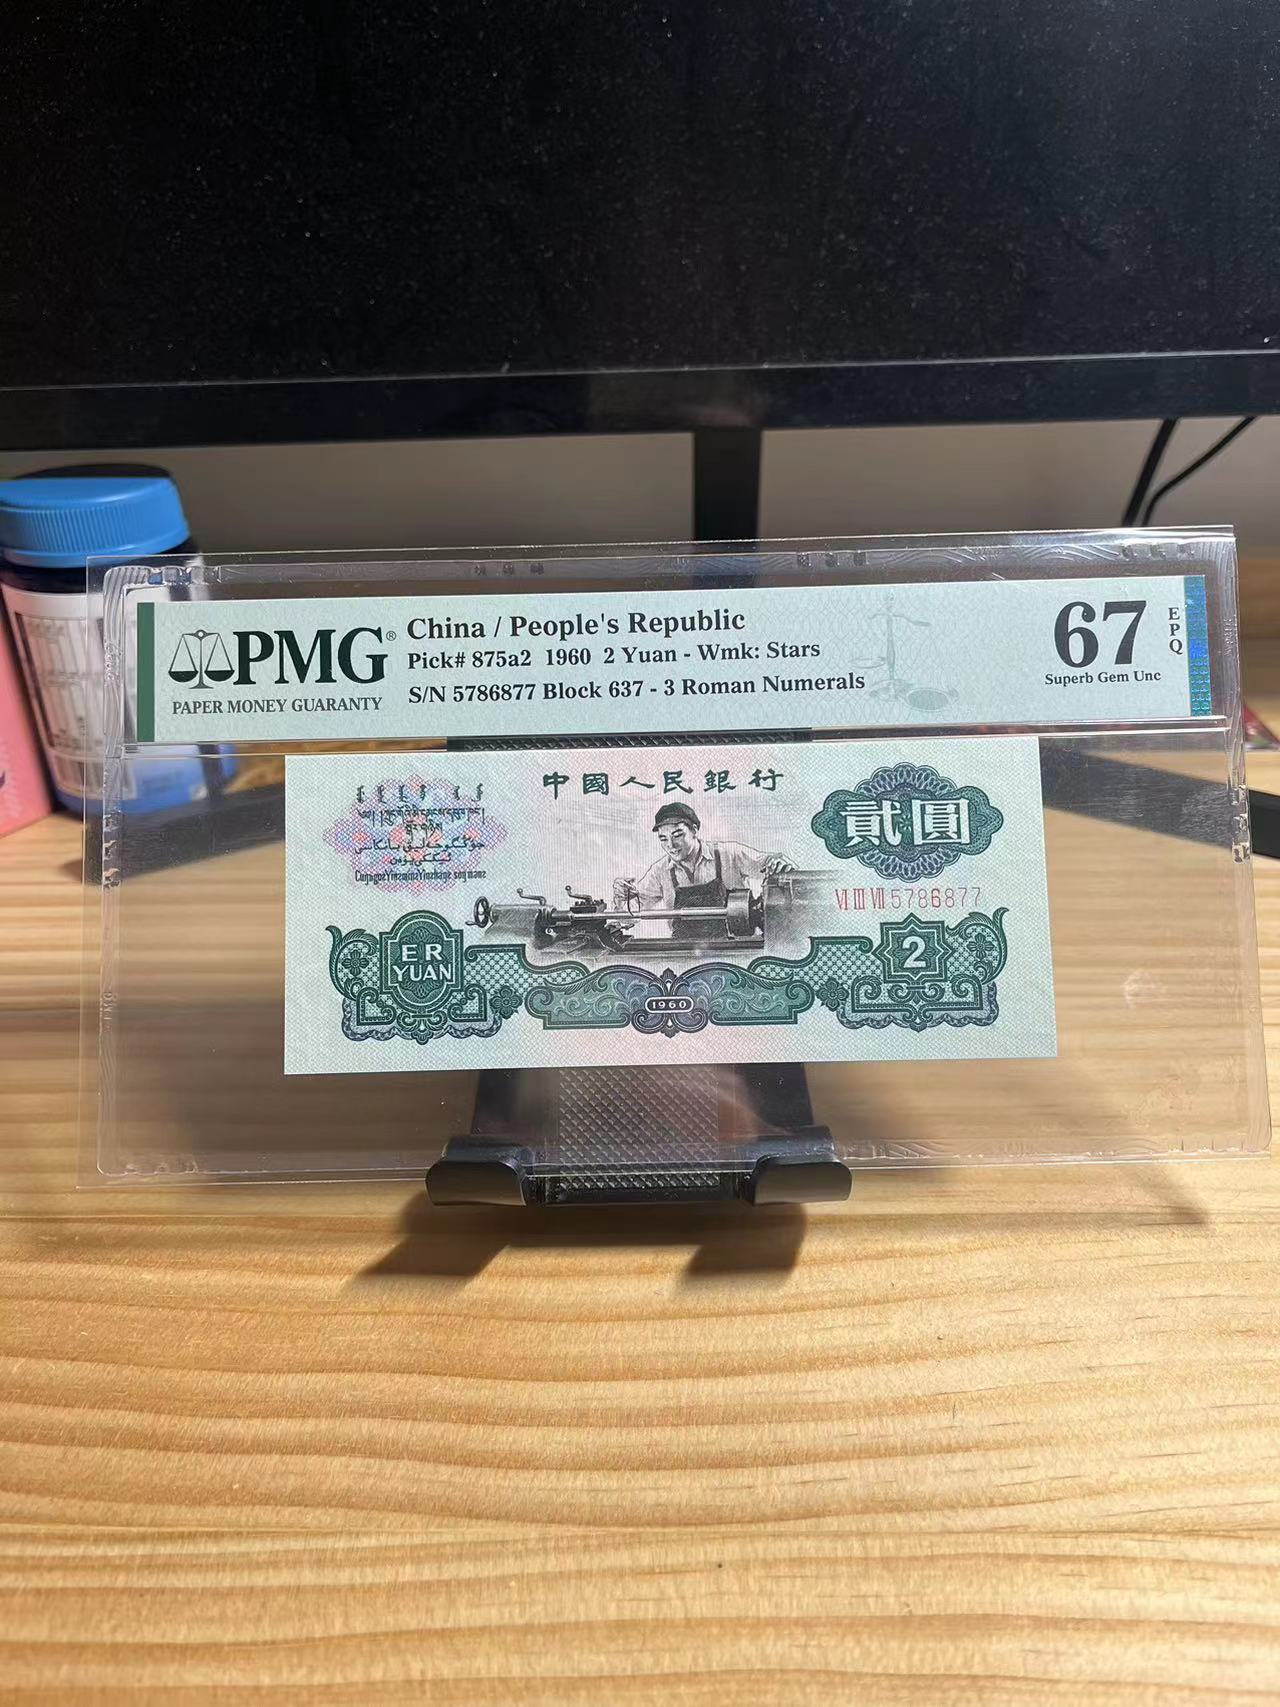 PMG®
PAPER MONEY GUARANTY
China / People's Republic
Pick# 875a2 1960 2 Yuan - Wmk: Stars
S/N 5786877 Block 637 - 3 Roman Numerals
67
EPQ
Superb Gem Unc
中國人民銀行
貳圓
VI III VII 5786877
ER
YUAN
1960
2